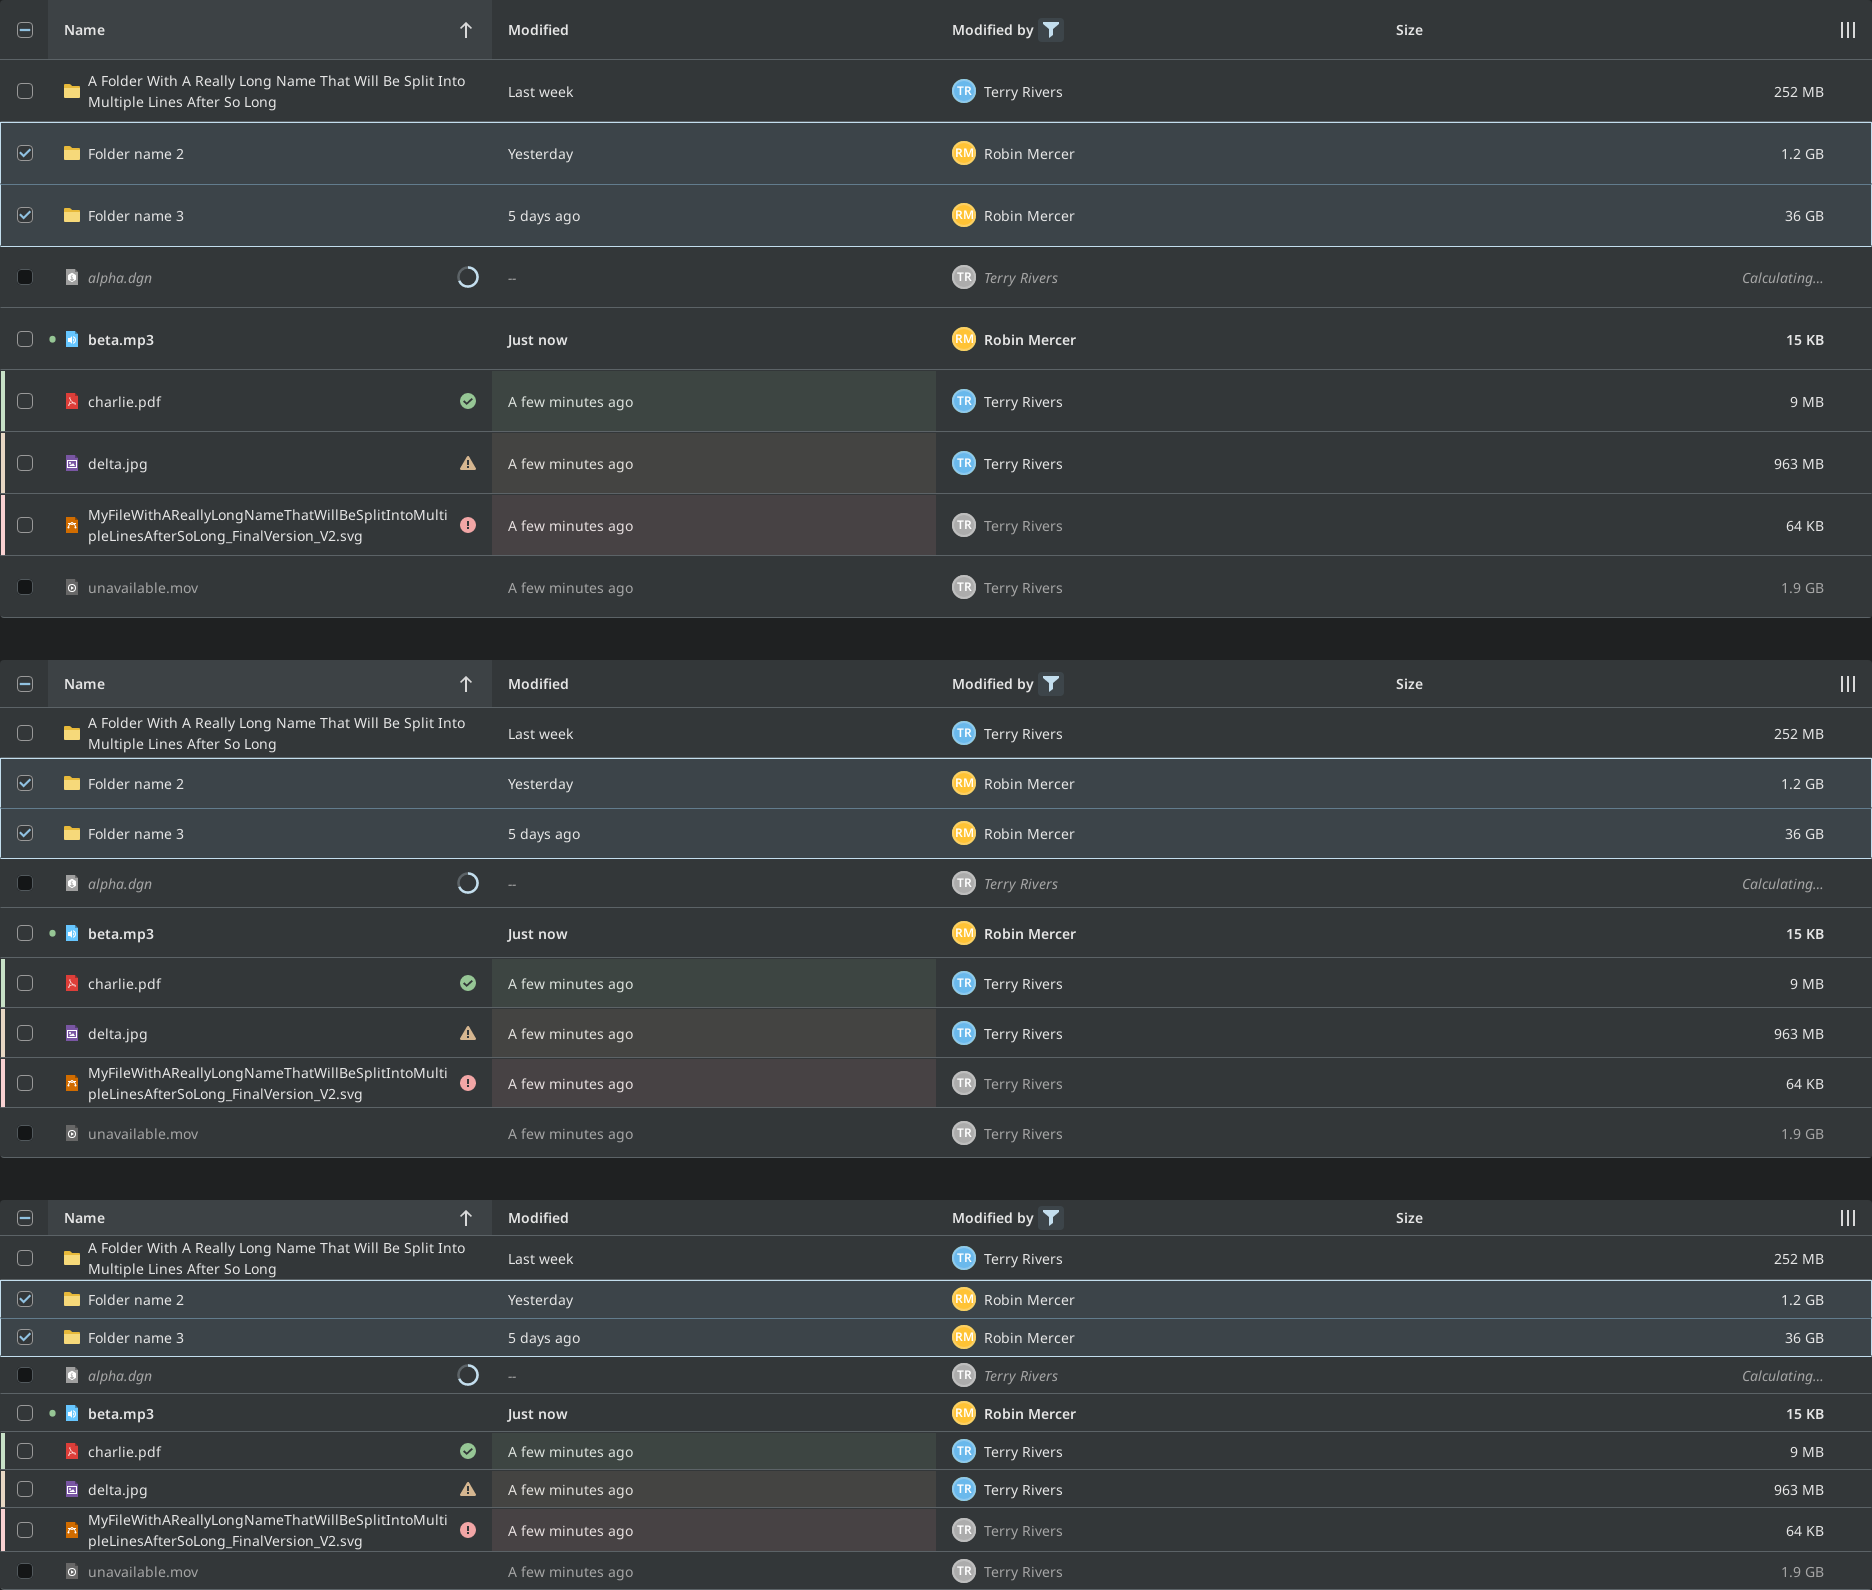 Name Modified Modified by Size
A Folder With A Really Long Name That Will Be Split Into
Multiple Lines After So Long
Last week TR Terry Rivers 252 MB
Folder name 2 Yesterday RM Robin Mercer 1.2 GB
Folder name 3 5 days ago RM Robin Mercer 36 GB
alpha.dgn -- TR Terry Rivers Calculating...
beta.mp3 Just now RM Robin Mercer 15 KB
charlie.pdf A few minutes ago TR Terry Rivers 9 MB
delta.jpg A few minutes ago TR Terry Rivers 963 MB
MyFileWithAReallyLongNameThatWillBeSplitIntoMulti
pleLinesAfterSoLong_FinalVersion_V2.svg
A few minutes ago TR Terry Rivers 64 KB
unavailable.mov A few minutes ago TR Terry Rivers 1.9 GB
Name Modified Modified by Size
A Folder With A Really Long Name That Will Be Split Into
Multiple Lines After So Long
Last week TR Terry Rivers 252 MB
Folder name 2 Yesterday RM Robin Mercer 1.2 GB
Folder name 3 5 days ago RM Robin Mercer 36 GB
alpha.dgn -- TR Terry Rivers Calculating...
beta.mp3 Just now RM Robin Mercer 15 KB
charlie.pdf A few minutes ago TR Terry Rivers 9 MB
delta.jpg A few minutes ago TR Terry Rivers 963 MB
MyFileWithAReallyLongNameThatWillBeSplitIntoMulti
pleLinesAfterSoLong_FinalVersion_V2.svg
A few minutes ago TR Terry Rivers 64 KB
unavailable.mov A few minutes ago TR Terry Rivers 1.9 GB
Name Modified Modified by Size
A Folder With A Really Long Name That Will Be Split Into
Multiple Lines After So Long
Last week TR Terry Rivers 252 MB
Folder name 2 Yesterday RM Robin Mercer 1.2 GB
Folder name 3 5 days ago RM Robin Mercer 36 GB
alpha.dgn -- TR Terry Rivers Calculating...
beta.mp3 Just now RM Robin Mercer 15 KB
charlie.pdf A few minutes ago TR Terry Rivers 9 MB
delta.jpg A few minutes ago TR Terry Rivers 963 MB
MyFileWithAReallyLongNameThatWillBeSplitIntoMulti
pleLinesAfterSoLong_FinalVersion_V2.svg
A few minutes ago TR Terry Rivers 64 KB
unavailable.mov A few minutes ago TR Terry Rivers 1.9 GB